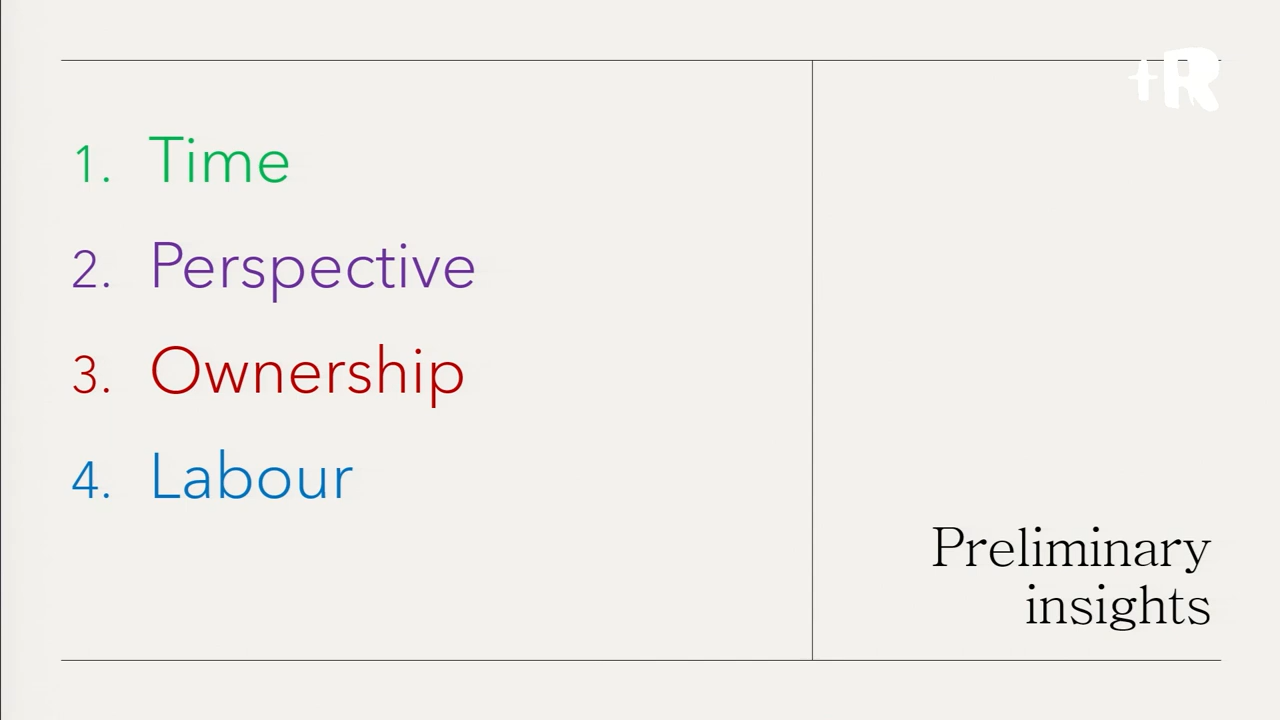 1. Time
2. Perspective
3. Ownership
4. Labour
Preliminary
insights
+R